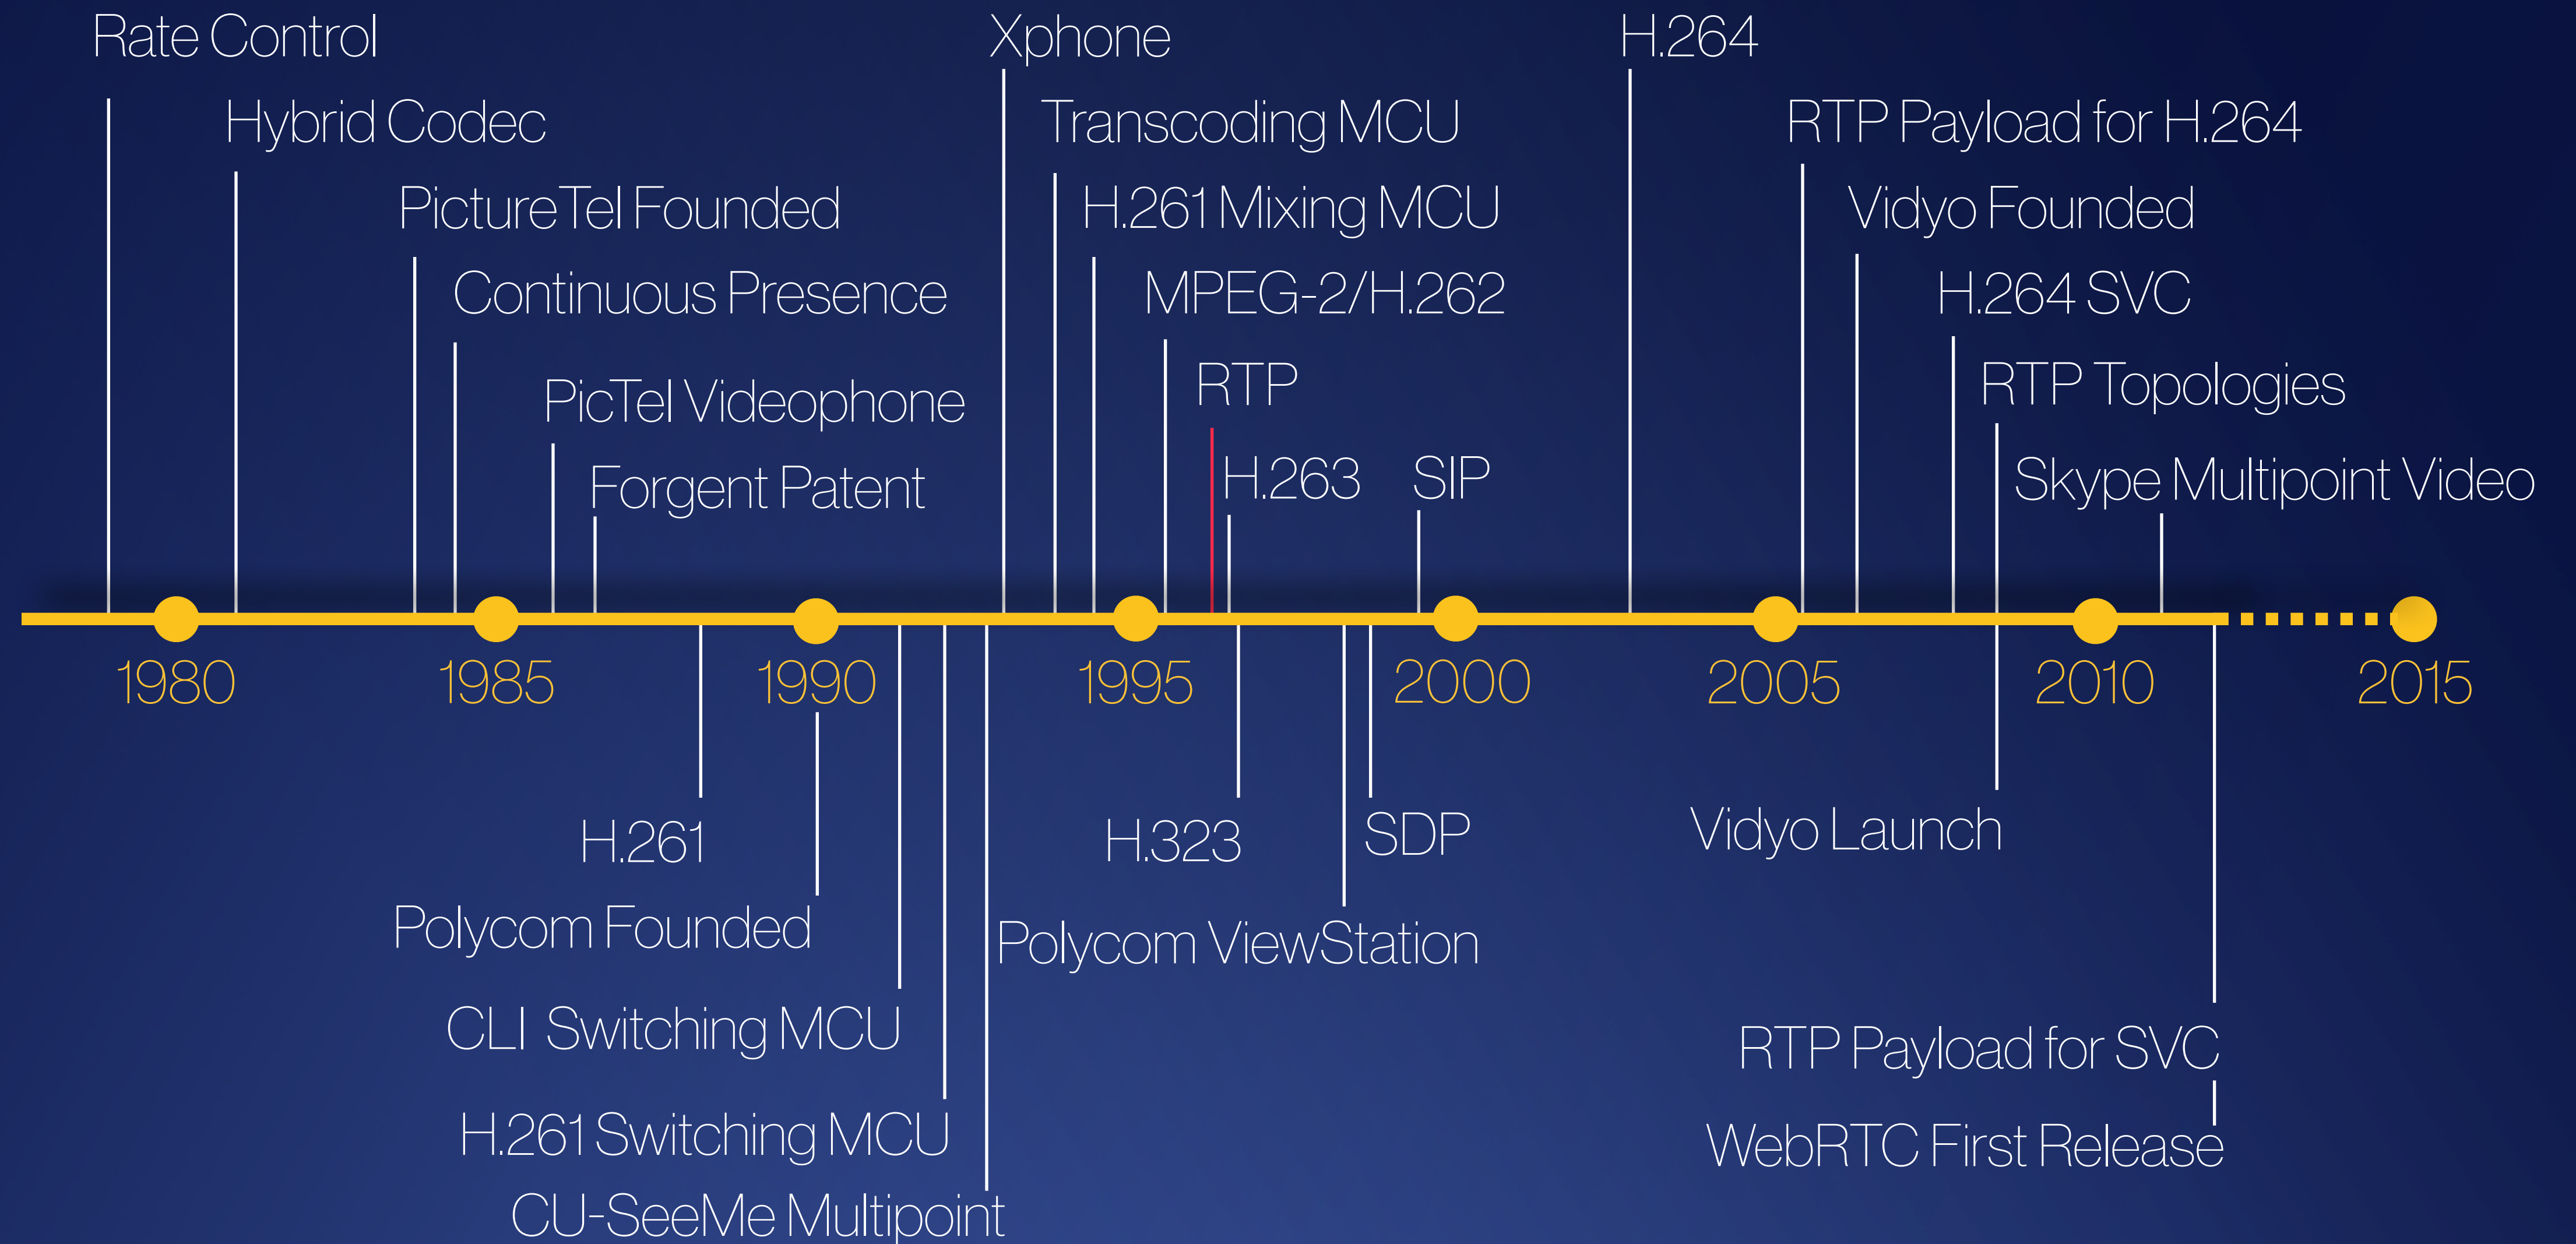 Rate Control
Xphone
H.264
Hybrid Codec
Transcoding MCU
RTP Payload for H.264
PictureTel Founded
H.261 Mixing MCU
Vidyo Founded
Continuous Presence
MPEG-2/H.262
H.264 SVC
PicTel Videophone
RTP
RTP Topologies
Forgent Patent
H.263
SIP
Skype Multipoint Video
1980
1985
1990
1995
2000
2005
2010
2015
H.261
H.323
SDP
Vidyo Launch
Polycom Founded
Polycom ViewStation
CLI Switching MCU
RTP Payload for SVC
H.261 Switching MCU
WebRTC First Release
CU-SeeMe Multipoint